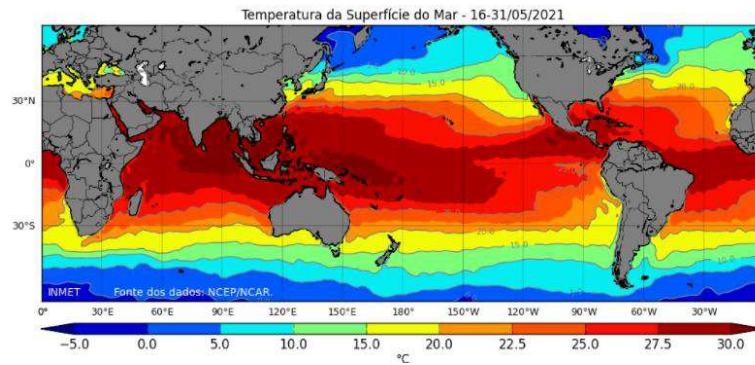 Temperatura da Superfície do Mar - 16-31/05/2021
30°N
0°
30°S
INMET Fonte dos dados: NCEP/NCAR.
0° 30°E 60°E 90°E 120°E 150°E 180° 150°W 120°W 90°W 60°W 30°W
-5.0 0.0 5.0 10.0 15.0 20.0 22.5 25.0 27.5 30.0
°C